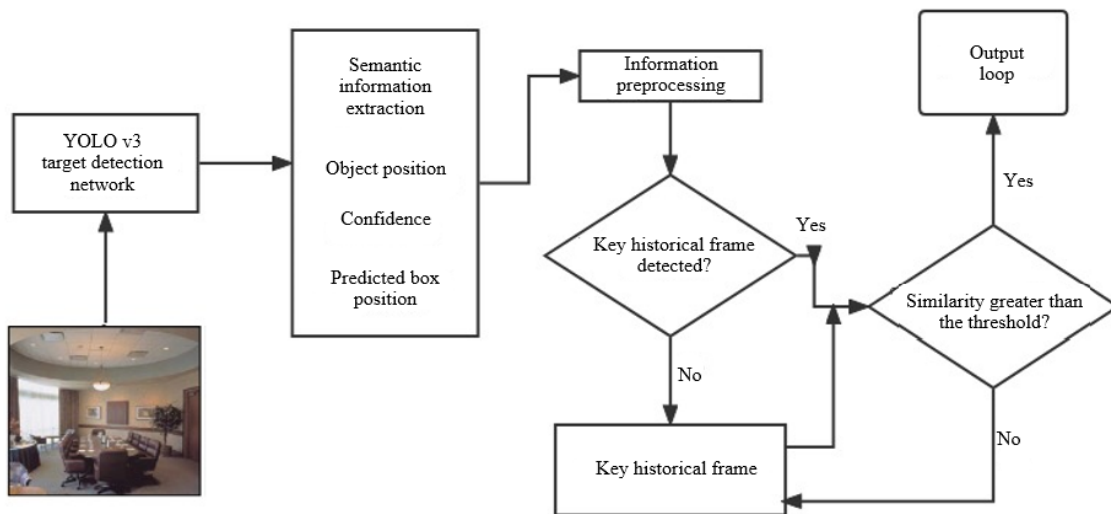 YOLO v3
target detection
network
Semantic
information
extraction
Object position
Confidence
Predicted box
position
Information
preprocessing
Key historical frame
detected?
Yes
No
Key historical frame
Similarity greater than
the threshold?
Yes
No
Output
loop